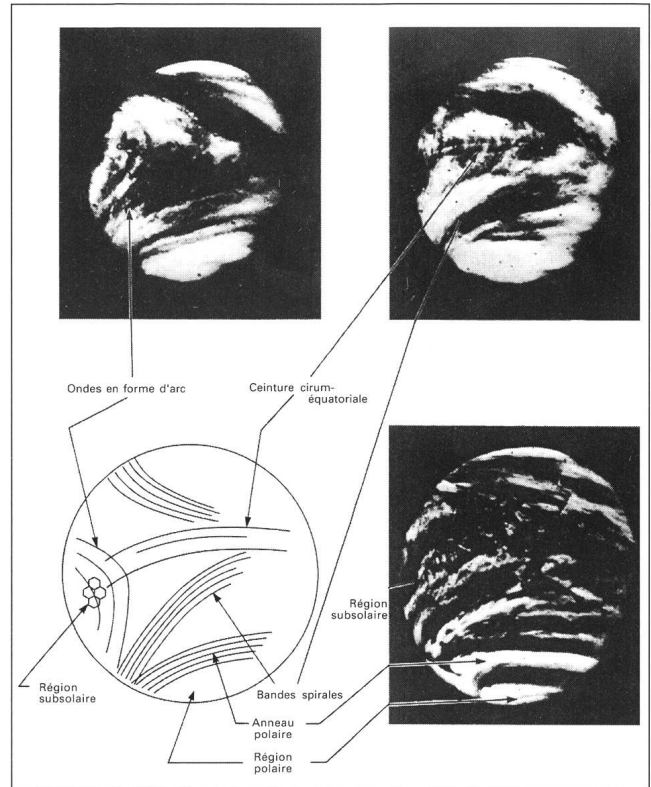 Ondes en forme d'arc
Ceinture cirum-
équatoriale
Région
subsolaire
Région
subsolaire
Bandes spirales
Anneau
polaire
Région
polaire